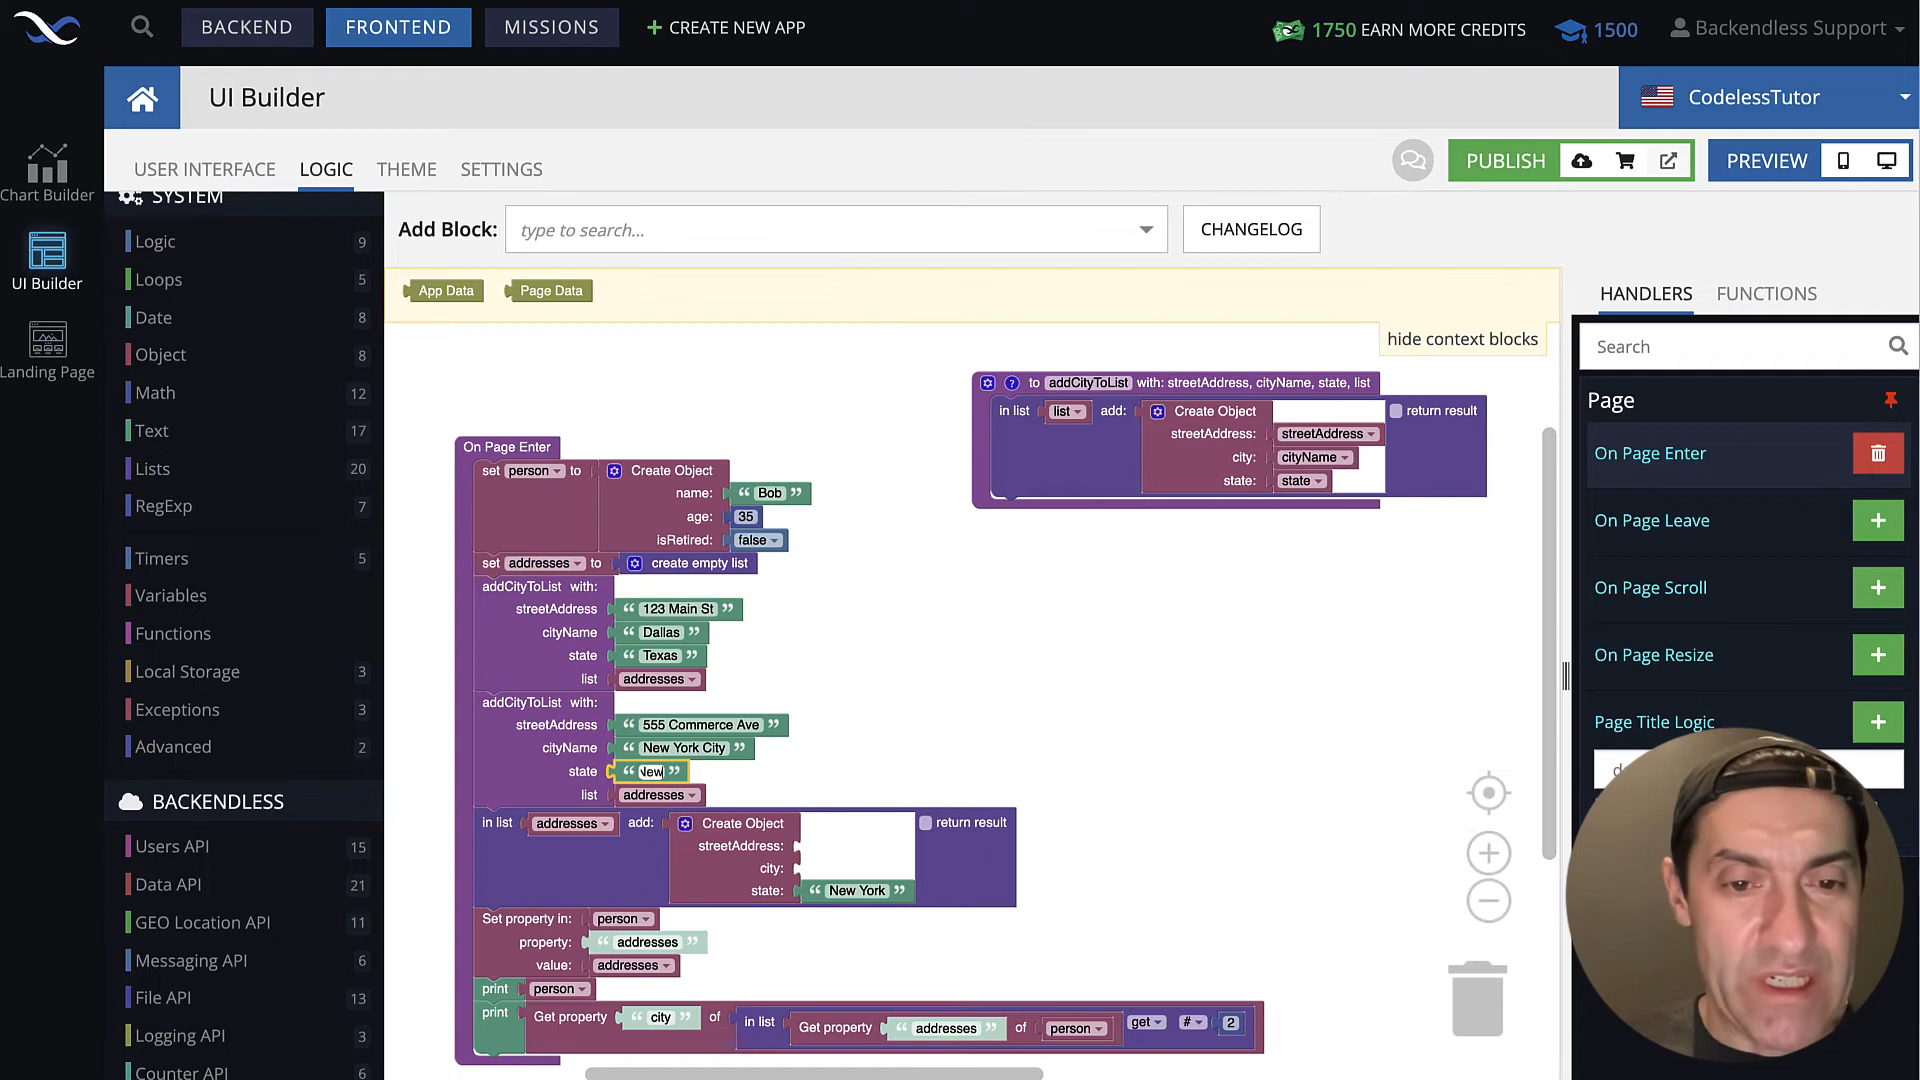 BACKEND
FRONTEND
MISSIONS
+ CREATE NEW APP
1750 EARN MORE CREDITS
1500
Backendless Support
UI Builder
CodelessTutor
Chart Builder
UI Builder
Landing Page
USER INTERFACE
LOGIC
THEME
SETTINGS
PUBLISH
PREVIEW
SYSTEM
Logic 9
Loops 5
Date 8
Object 8
Math 12
Text 17
Lists 20
RegExp 7
Timers 5
Variables
Functions
Local Storage 3
Exceptions 3
Advanced 2
BACKENDLESS
Users API 15
Data API 21
GEO Location API 11
Messaging API 6
File API 13
Logging API 3
Counter API 6
Add Block:
type to search...
CHANGELOG
App Data
Page Data
hide context blocks
On Page Enter
set person to
Create Object
name: “ Bob ”
age: 35
isRetired: false
set addresses to create empty list
addCityToList with:
streetAddress “ 123 Main St ”
cityName “ Dallas ”
state “ Texas ”
list addresses
addCityToList with:
streetAddress “ 555 Commerce Ave ”
cityName “ New York City ”
state “ New ”
list addresses
in list addresses add: Create Object return result
streetAddress:
city:
state: “ New York ”
Set property in: person
property: “ addresses ”
value: addresses
print person
print Get property “ city ” of in list Get property “ addresses ” of person get # 2
? to addCityToList with: streetAddress, cityName, state, list
in list list add: Create Object return result
streetAddress: streetAddress
city: cityName
state: state
HANDLERS
FUNCTIONS
Search
Page
On Page Enter
On Page Leave
On Page Scroll
On Page Resize
Page Title Logic